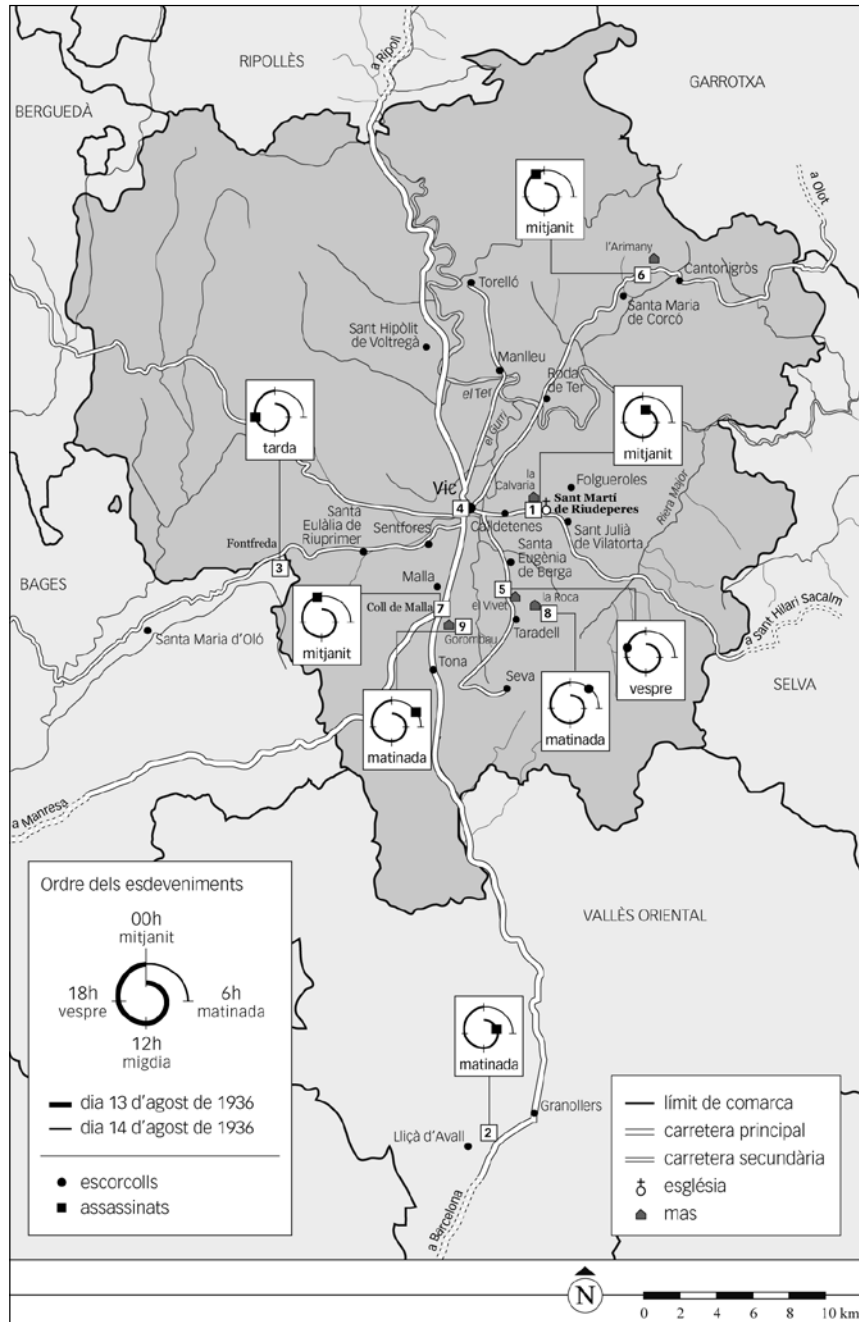 a Ripoll
RIPOLLÈS
GARROTXA
BERGUEDÀ
a Olot
mitjanit
l'Arimany
6
Cantonigròs
Torelló
Santa Maria
de Corcó
Sant Hipòlit
de Voltregà
Manlleu
Roda
de Ter
el Ter
el Gurri
tarda
mitjanit
Riera Major
la
Calvaria
Folgueroles
Vic
4
1
Sant Martí
de Riudeperes
Calldetenes
Sant Julià
de Vilatorta
Santa
Eulàlia de
Riuprimer
Sentfores
Santa
Eugènia
de Berga
Fontfreda
3
BAGES
Malla
5
la Roca
8
Coll de Malla
7
el Vivet
9
Gorombau
Taradell
a Sant Hilari Sacalm
Santa Maria d'Oló
mitjanit
Tona
Seva
vespre
SELVA
matinada
matinada
a Manresa
Ordre dels esdeveniments
00h
mitjanit
18h
vespre
6h
matinada
12h
migdia
dia 13 d'agost de 1936
dia 14 d'agost de 1936
escorcolls
assassinats
VALLÈS ORIENTAL
matinada
Granollers
2
Lliçà d'Avall
a Barcelona
límit de comarca
carretera principal
carretera secundària
església
mas
N
0 2 4 6 8 10 km